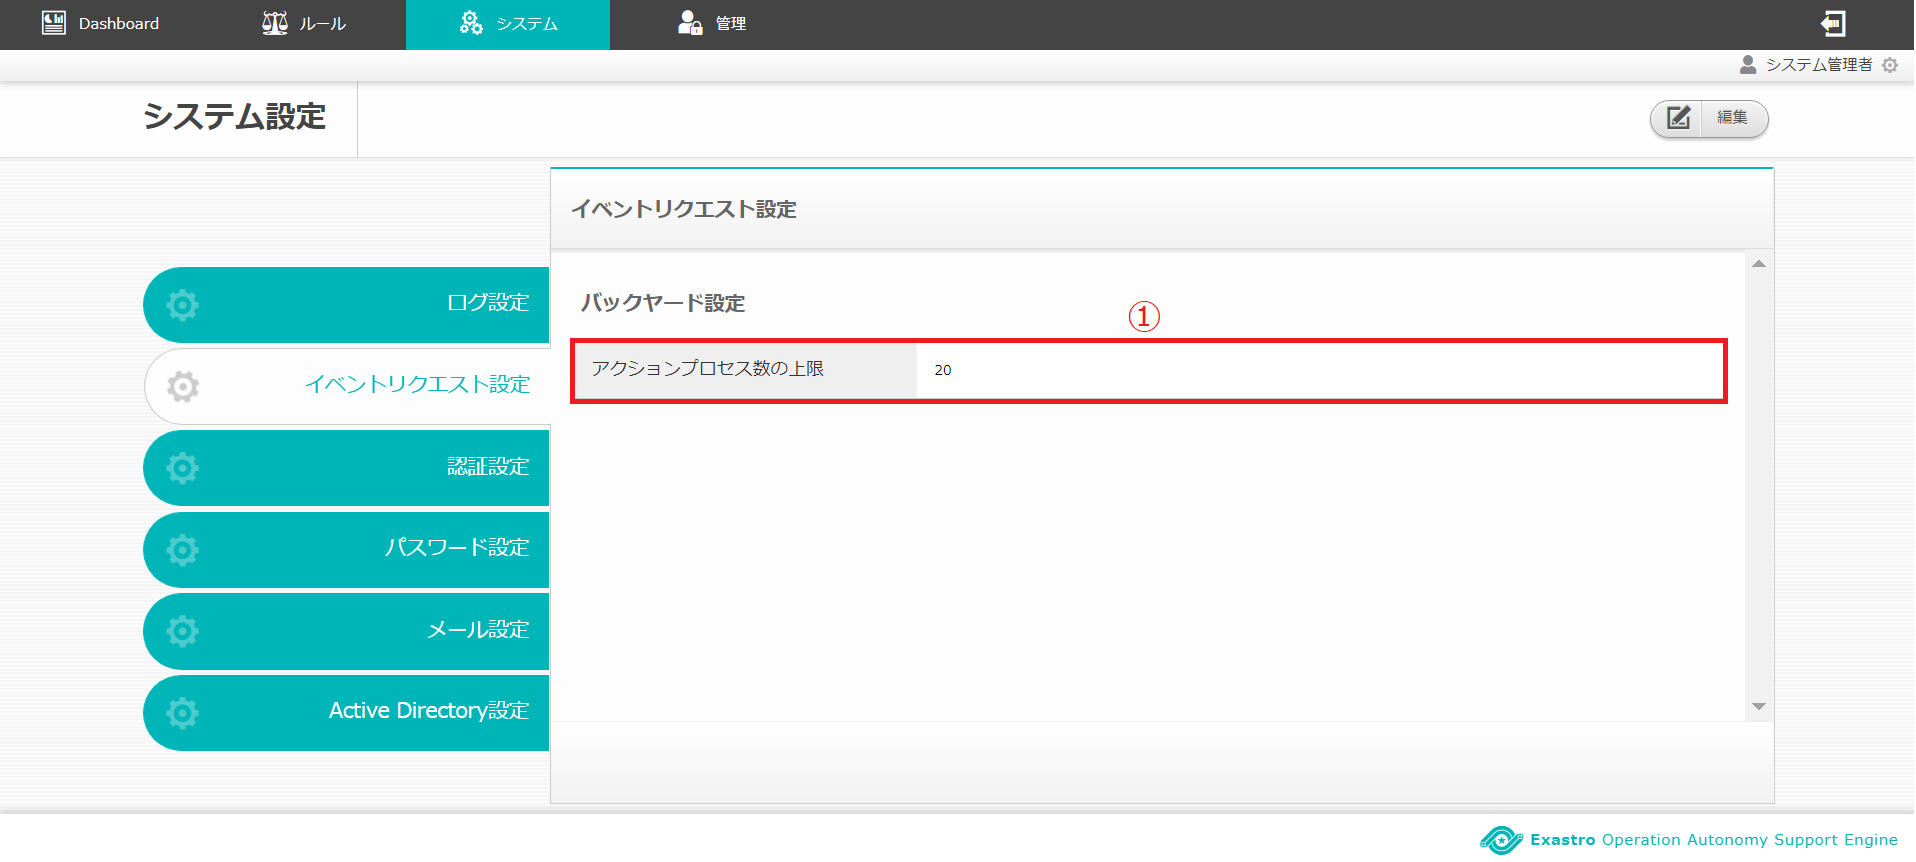 Dashboard ルール システム 管理
システム管理者
システム設定
編集
イベントリクエスト設定
バックヤード設定
①
アクションプロセス数の上限 20
ログ設定
イベントリクエスト設定
認証設定
パスワード設定
メール設定
Active Directory設定
Exastro Operation Autonomy Support Engine